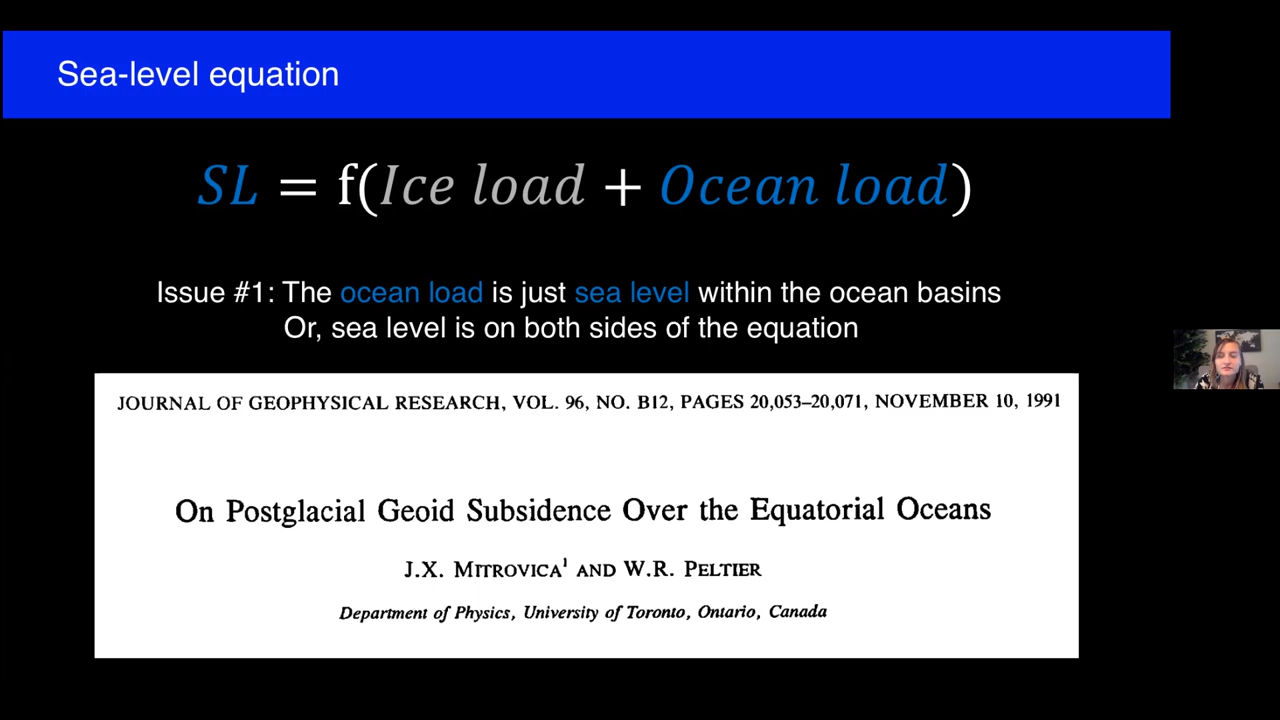 Sea-level equation
SL = f(Ice load + Ocean load)
Issue #1: The ocean load is just sea level within the ocean basins
Or, sea level is on both sides of the equation
JOURNAL OF GEOPHYSICAL RESEARCH, VOL. 96, NO. B12, PAGES 20,053–20,071, NOVEMBER 10, 1991
On Postglacial Geoid Subsidence Over the Equatorial Oceans
J.X. MITROVICA¹ AND W.R. PELTIER
Department of Physics, University of Toronto, Ontario, Canada